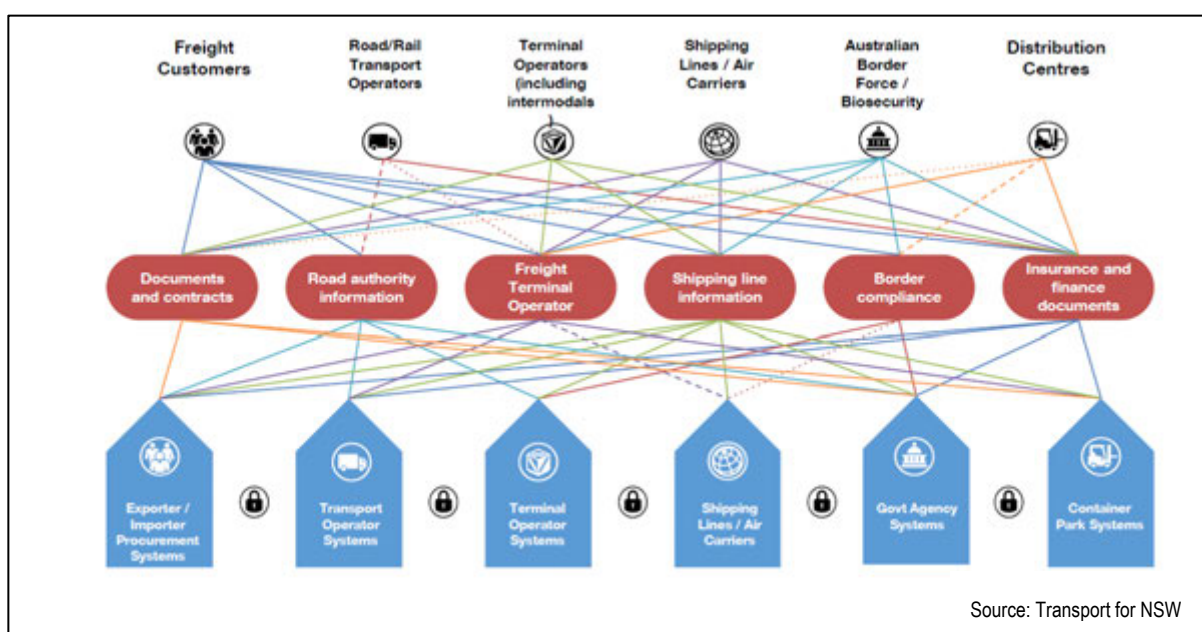 Freight
Customers
Road/Rail
Transport
Operators
Terminal
Operators
(including
intermodals
)
Shipping
Lines / Air
Carriers
Australian
Border
Force /
Biosecurity
Distribution
Centres
Documents
and contracts
Road authority
information
Freight
Terminal
Operator
Shipping line
information
Border
compliance
Insurance and
finance
documents
Exporter /
Importer
Procurement
Systems
Transport
Operator
Systems
Terminal
Operator
Systems
Shipping
Lines / Air
Carriers
Govt Agency
Systems
Container
Park Systems
Source: Transport for NSW